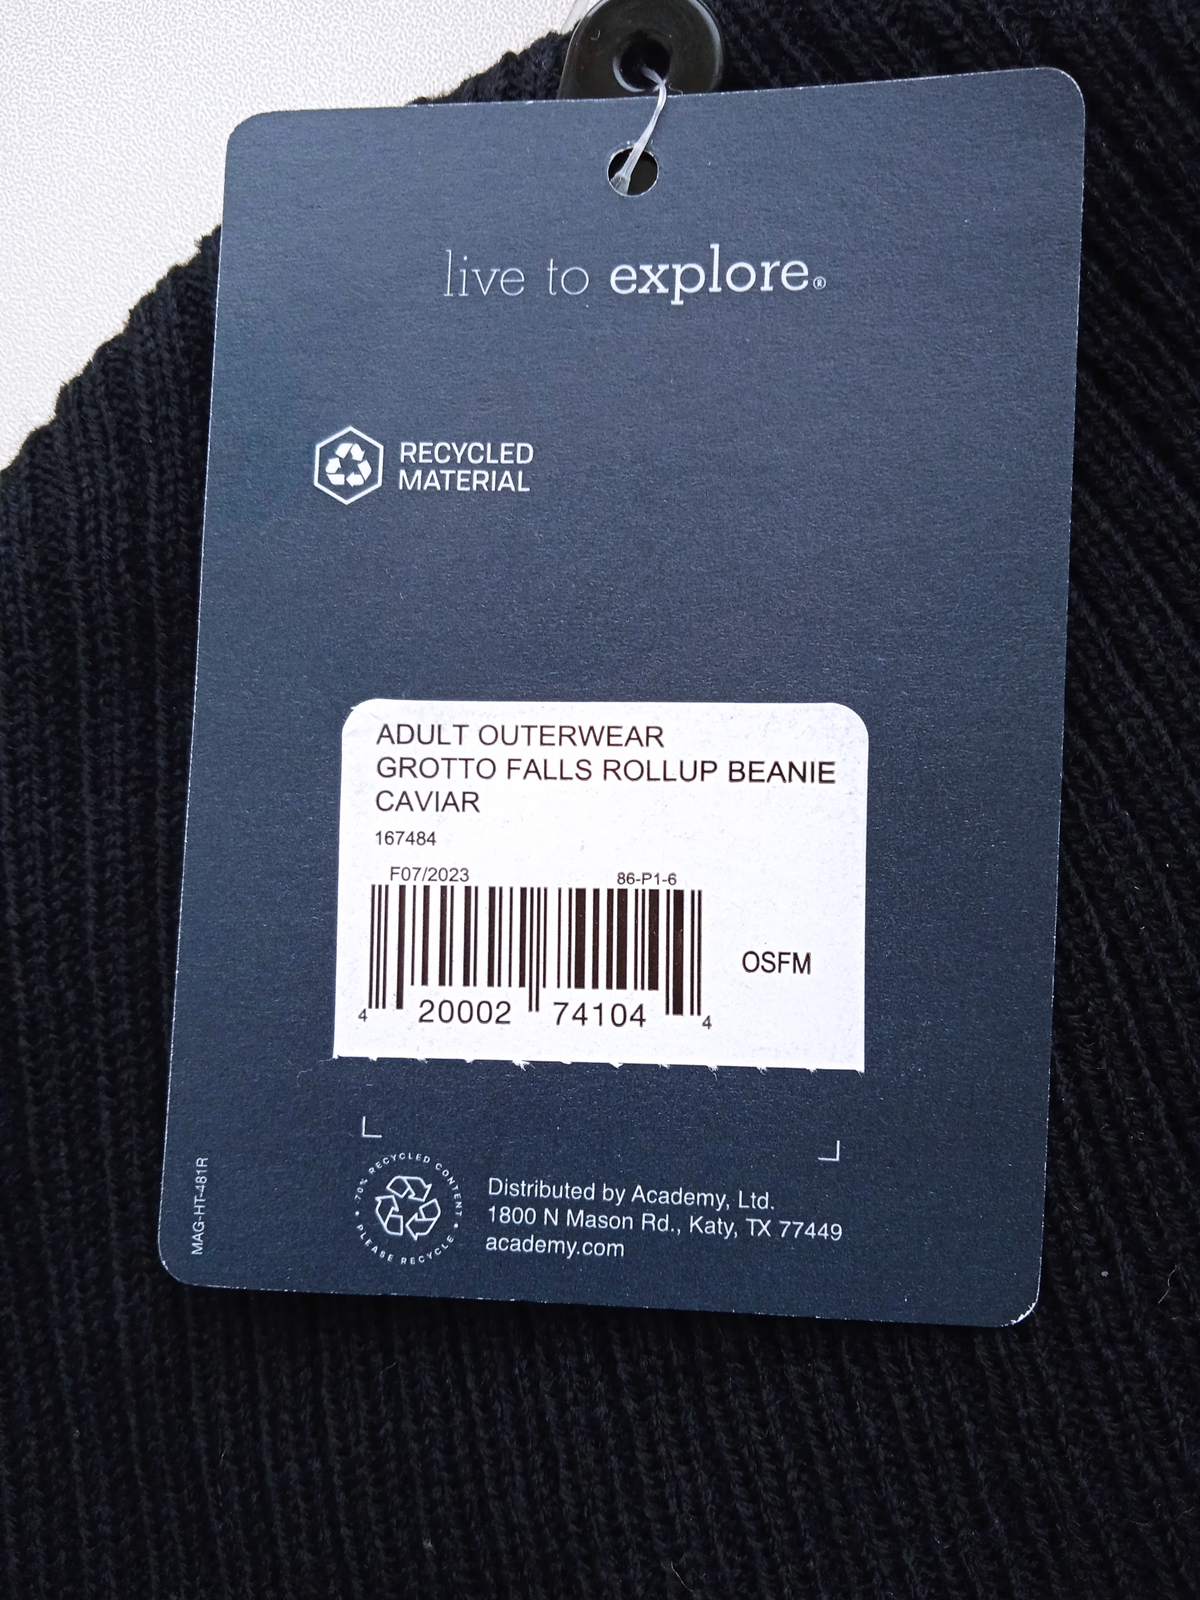 live to explore®
RECYCLED
MATERIAL
ADULT OUTERWEAR
GROTTO FALLS ROLLUP BEANIE
CAVIAR
167484
F07/2023 86-P1-6
OSFM
4 20002 74104 4
MAG-HT-481R
70% RECYCLED CONTENT • PLEASE RECYCLE •
Distributed by Academy, Ltd.
1800 N Mason Rd., Katy, TX 77449
academy.com